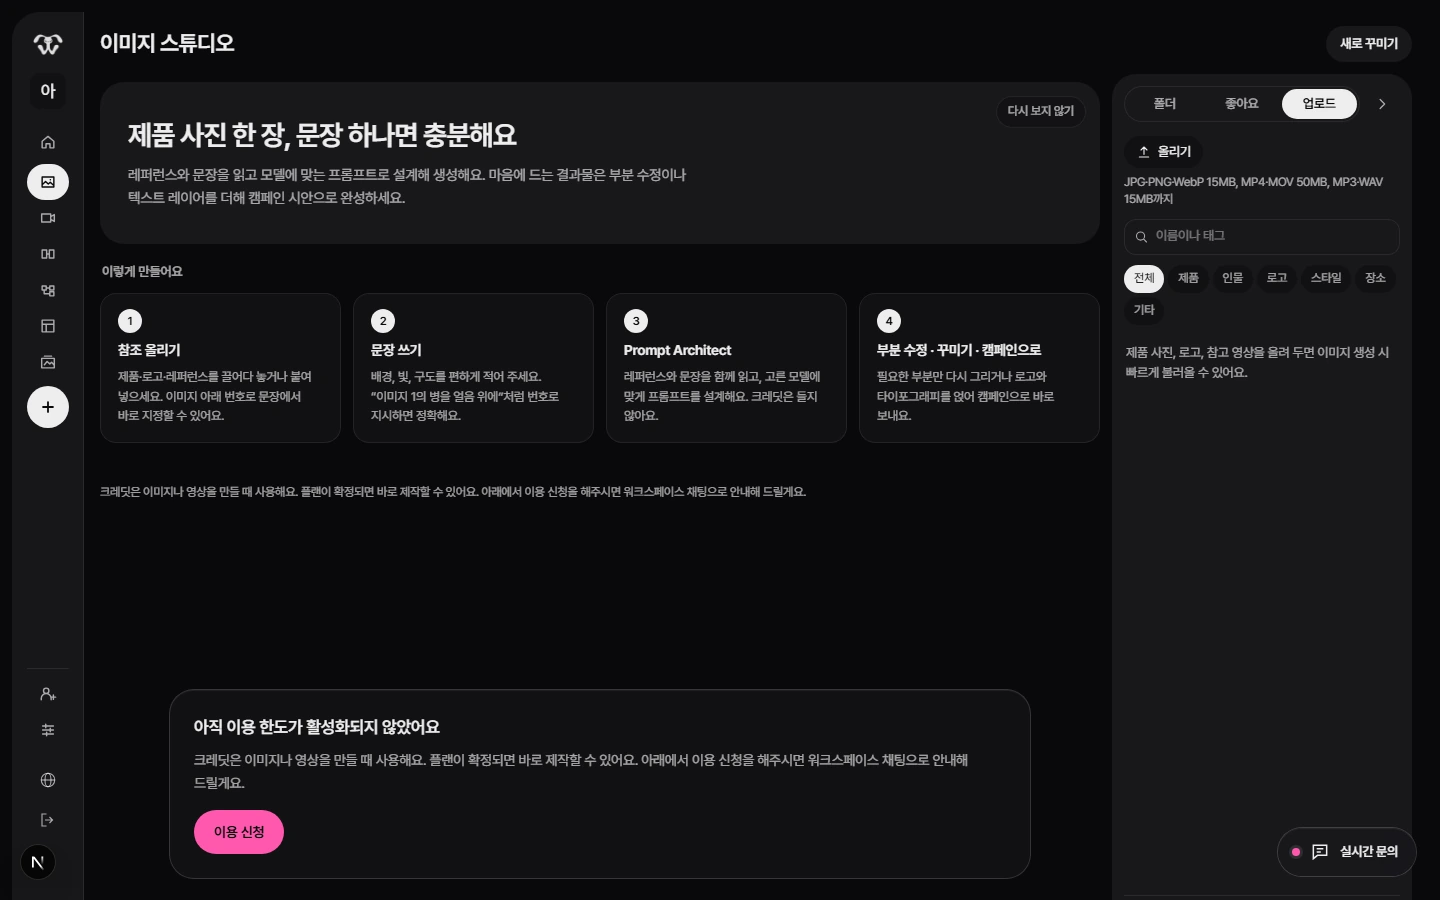 이미지 스튜디오
새로 꾸미기
아
다시 보지 않기
제품 사진 한 장, 문장 하나면 충분해요
레퍼런스와 문장을 읽고 모델에 맞는 프롬프트로 설계해 생성해요. 마음에 드는 결과물은 부분 수정이나
텍스트 레이어를 더해 캠페인 시안으로 완성하세요.
이렇게 만들어요
1
참조 올리기
제품·로고·레퍼런스를 끌어다 놓거나 붙여
넣으세요. 이미지 아래 번호로 문장에서
바로 지정할 수 있어요.
2
문장 쓰기
배경, 빛, 구도를 편하게 적어 주세요.
“이미지 1의 병을 얼음 위에”처럼 번호로
지시하면 정확해요.
3
Prompt Architect
레퍼런스와 문장을 함께 읽고, 고른 모델에
맞게 프롬프트를 설계해요. 크레딧은 들지
않아요.
4
부분 수정 · 꾸미기 · 캠페인으로
필요한 부분만 다시 그리거나 로고와
타이포그래피를 얹어 캠페인으로 바로
보내요.
크레딧은 이미지나 영상을 만들 때 사용해요. 플랜이 확정되면 바로 제작할 수 있어요. 아래에서 이용 신청을 해주시면 워크스페이스 채팅으로 안내해 드릴게요.
아직 이용 한도가 활성화되지 않았어요
크레딧은 이미지나 영상을 만들 때 사용해요. 플랜이 확정되면 바로 제작할 수 있어요. 아래에서 이용 신청을 해주시면 워크스페이스 채팅으로 안내해
드릴게요.
이용 신청
폴더
좋아요
업로드
올리기
JPG·PNG·WebP 15MB, MP4·MOV 50MB, MP3·WAV
15MB까지
이름이나 태그
전체
제품
인물
로고
스타일
장소
기타
제품 사진, 로고, 참고 영상을 올려 두면 이미지 생성 시
빠르게 불러올 수 있어요.
실시간 문의
N